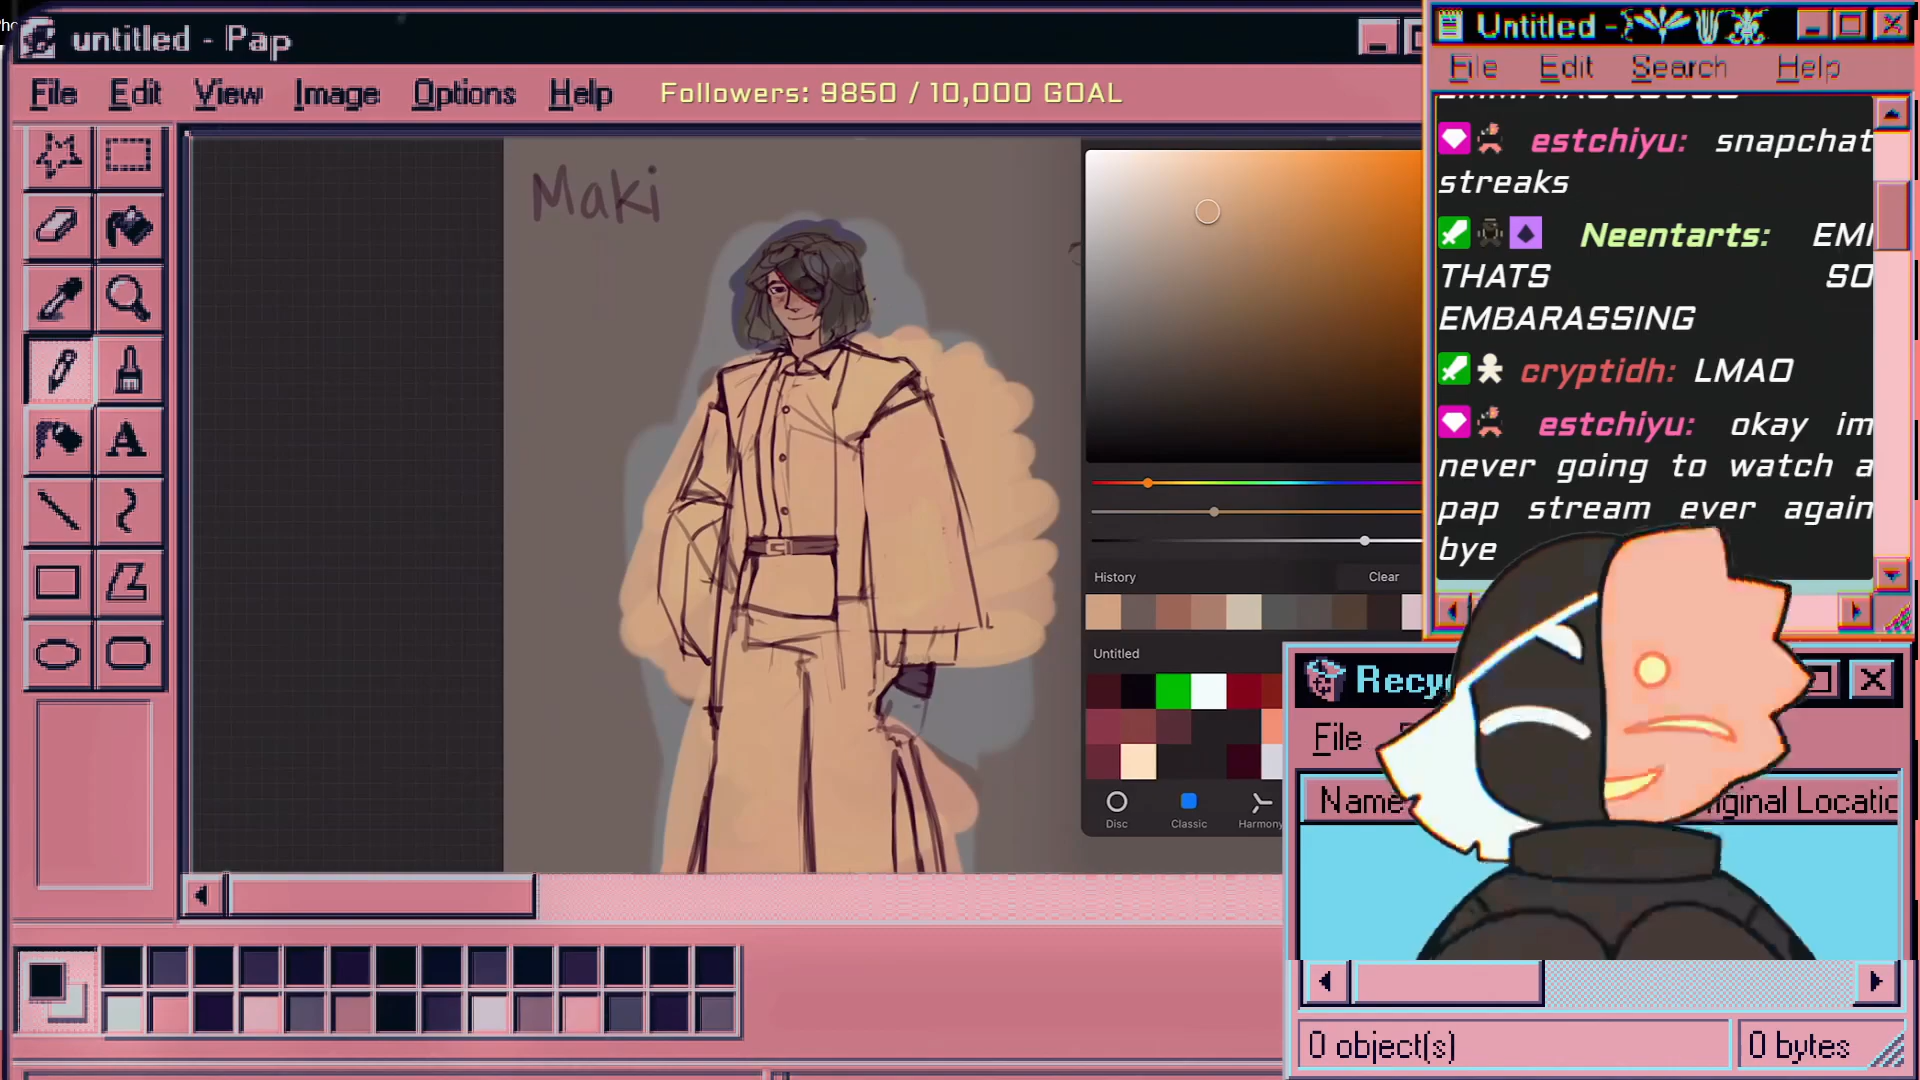 untitled - Pap
File Edit View Image Options Help
Followers: 9850 / 10,000 GOAL
Maki
History
Clear
Untitled
Disc
Classic
Harmony
A
Untitled -
File Edit Search Help
estchiyu: snapchat
streaks
Neentarts: EMI
THATS SO
EMBARASSING
cryptidh: LMAO
estchiyu: okay im
never going to watch a
pap stream ever again
bye
Recy
File
Name
ginal Locatio
0 object(s)
0 bytes